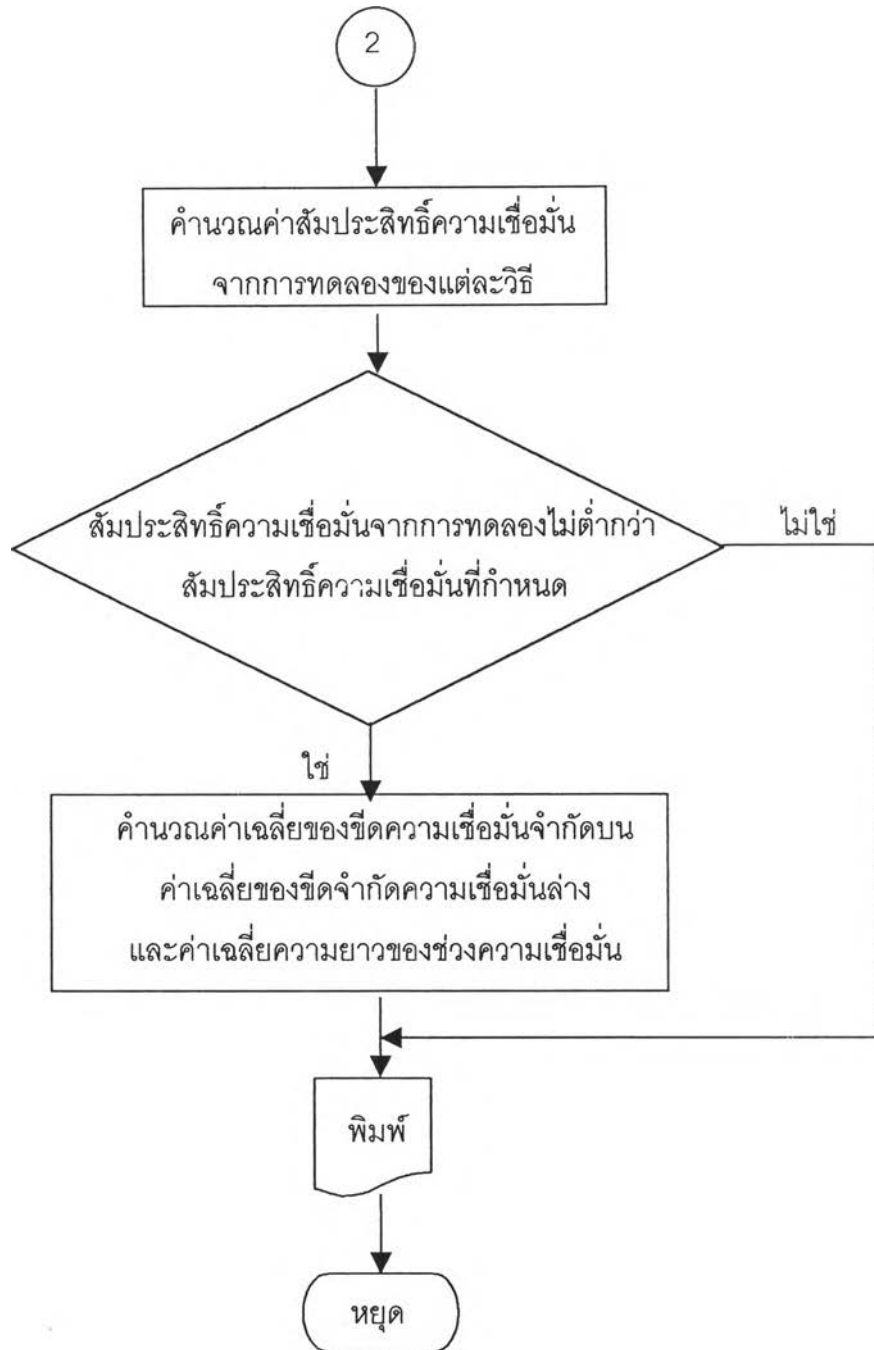 2
คำนวณค่าสัมประสิทธิ์ความเชื่อมั่น
จากการทดลองของแต่ละวิธี
สัมประสิทธิ์ความเชื่อมั่นจากการทดลองไม่ต่ำกว่า
สัมประสิทธิ์ความเชื่อมั่นที่กำหนด
ไม่ใช่
ใช่
คำนวณค่าเฉลี่ยของขีดความเชื่อมั่นจำกัดบน
ค่าเฉลี่ยของขีดจำกัดความเชื่อมั่นล่าง
และค่าเฉลี่ยความยาวของช่วงความเชื่อมั่น
พิมพ์
หยุด